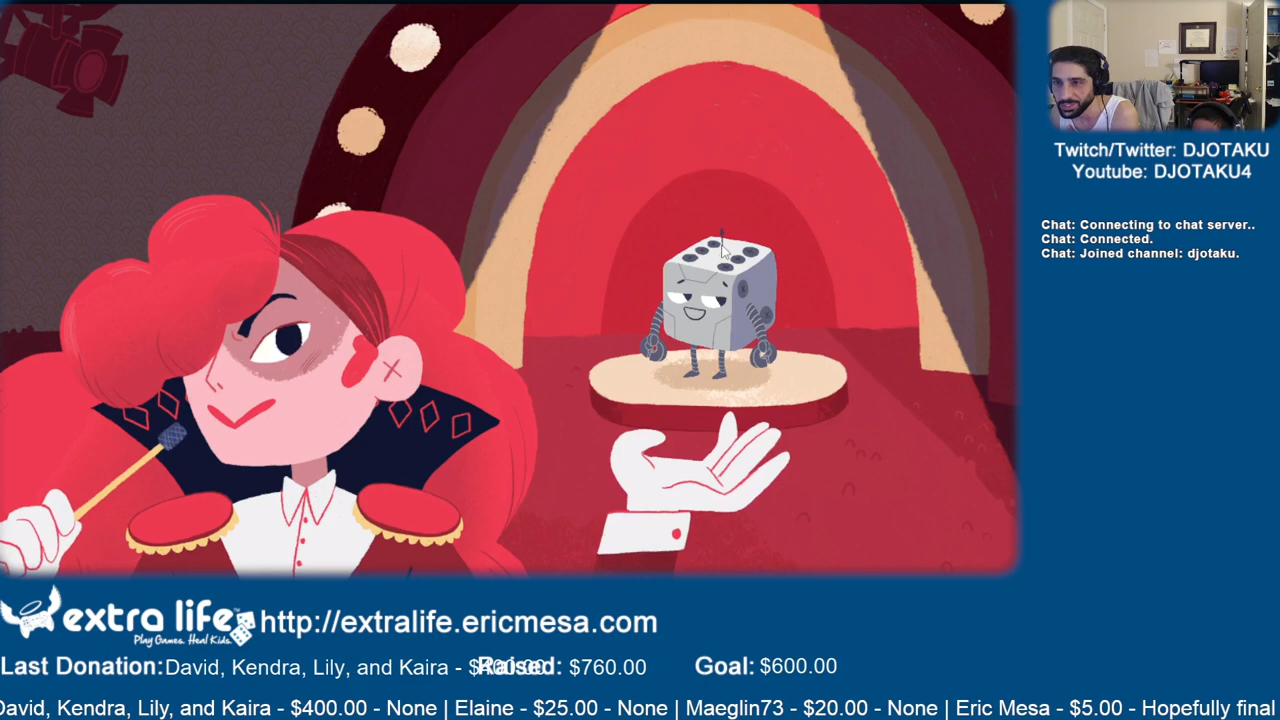 Twitch/Twitter: DJOTAKU
Youtube: DJOTAKU4
Chat: Connecting to chat server..
Chat: Connected.
Chat: Joined channel: djotaku.
extra life
Play Games. Heal Kids.
http://extralife.ericmesa.com
Last Donation: David, Kendra, Lily, and Kaira - $400.00 Raised: $760.00 Goal: $600.00
David, Kendra, Lily, and Kaira - $400.00 - None | Elaine - $25.00 - None | Maeglin73 - $20.00 - None | Eric Mesa - $5.00 - Hopefully final